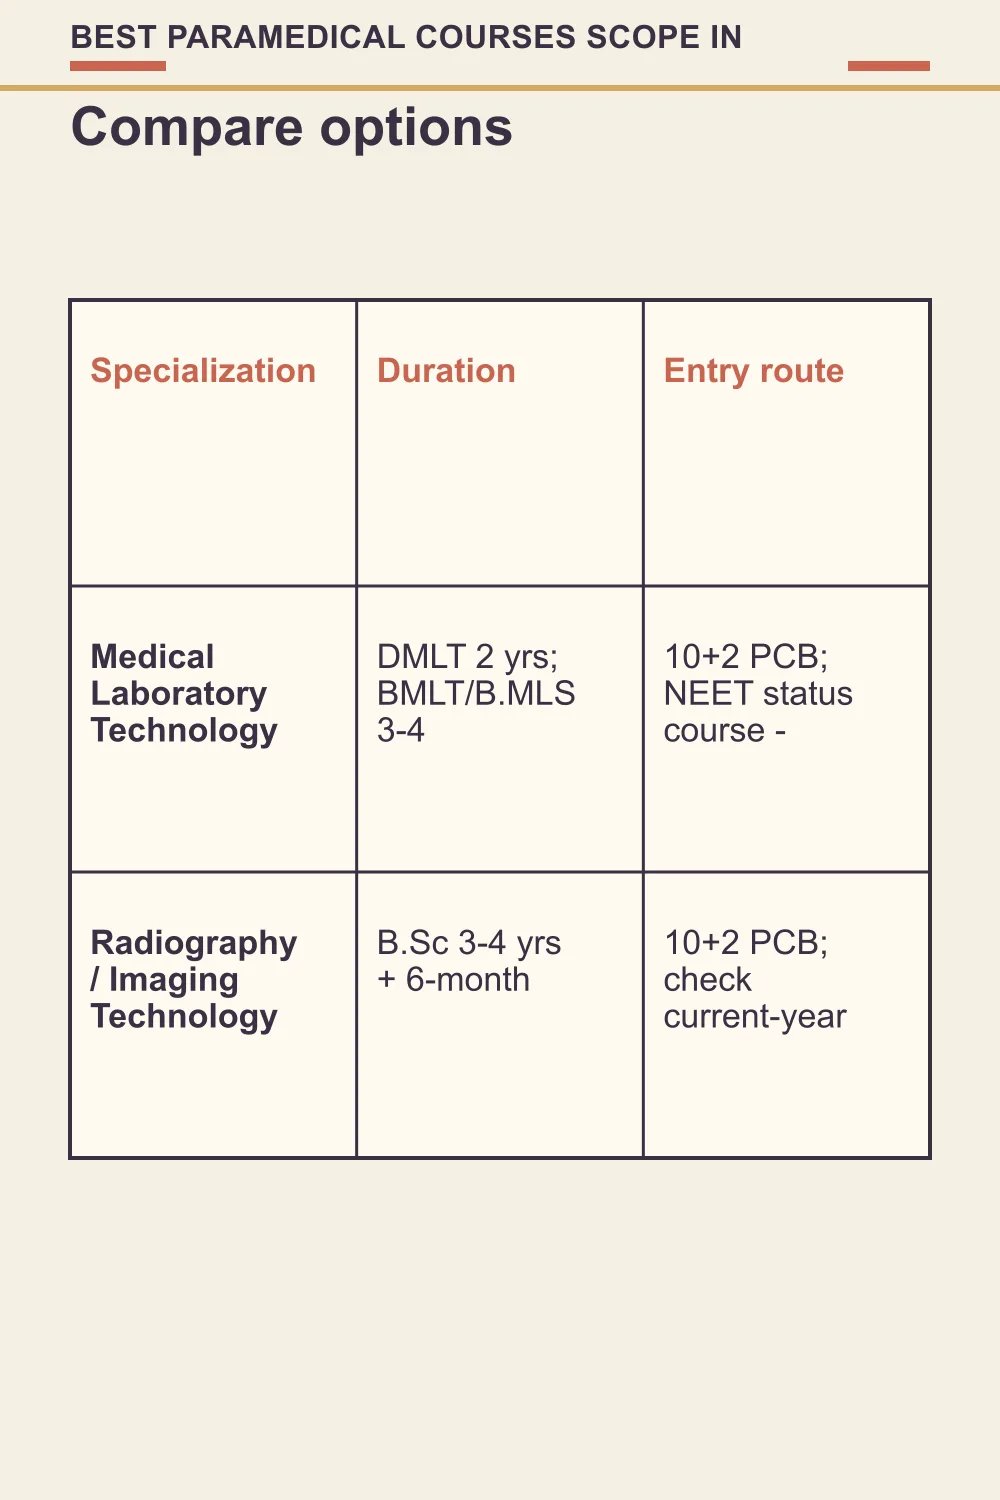 BEST PARAMEDICAL COURSES SCOPE IN
Compare options
Specialization
Duration
Entry route
Medical
Laboratory
Technology
DMLT 2 yrs;
BMLT/B.MLS
3-4
10+2 PCB;
NEET status
course -
Radiography
/ Imaging
Technology
B.Sc 3-4 yrs
+ 6-month
10+2 PCB;
check
current-year